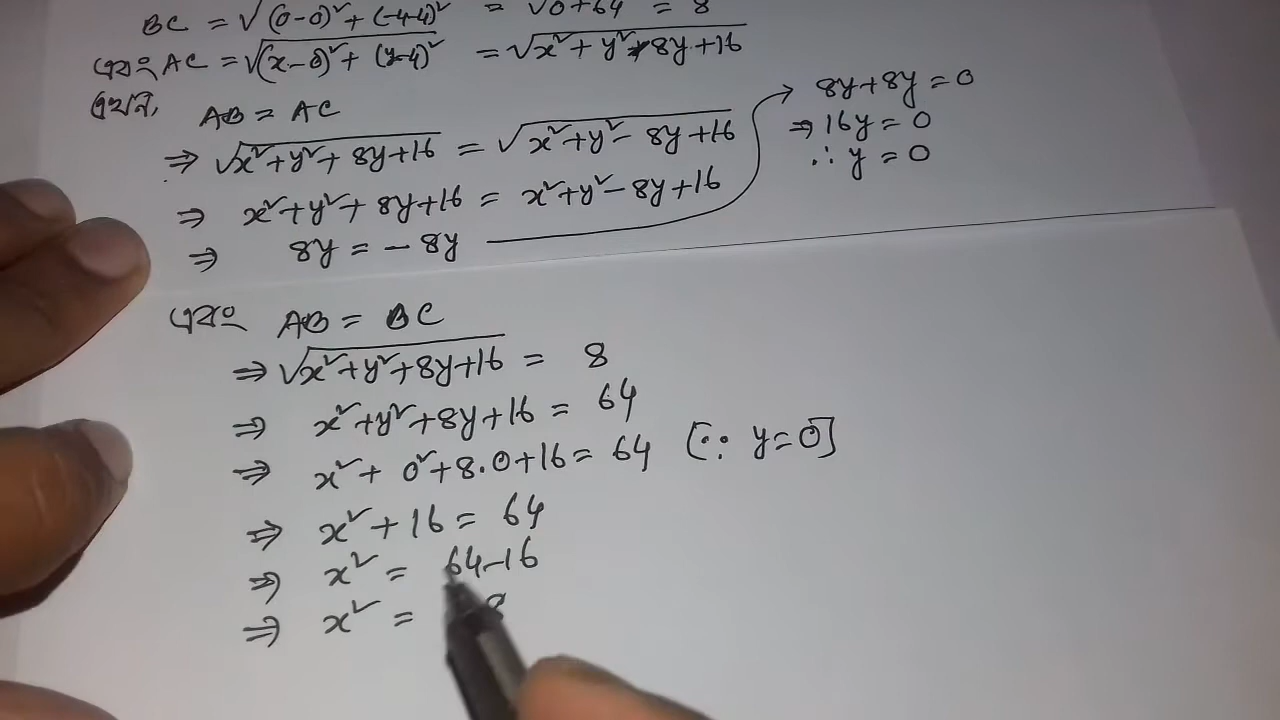 BC = √(0-0)² + (-4-4)² = √0+64 = 8
এবং AC = √(x-0)² + (y-4)² = √x² + y² - 8y + 16
এখন, AB = AC
⇒ √x² + y² + 8y + 16 = √x² + y² - 8y + 16
⇒ x² + y² + 8y + 16 = x² + y² - 8y + 16
⇒ 8y = - 8y
8y + 8y = 0
⇒ 16y = 0
∴ y = 0
এবং AB = BC
⇒ √x² + y² + 8y + 16 = 8
⇒ x² + y² + 8y + 16 = 64
⇒ x² + 0² + 8.0 + 16 = 64 [∵ y = 0]
⇒ x² + 16 = 64
⇒ x² = 64 - 16
⇒ x² = 8